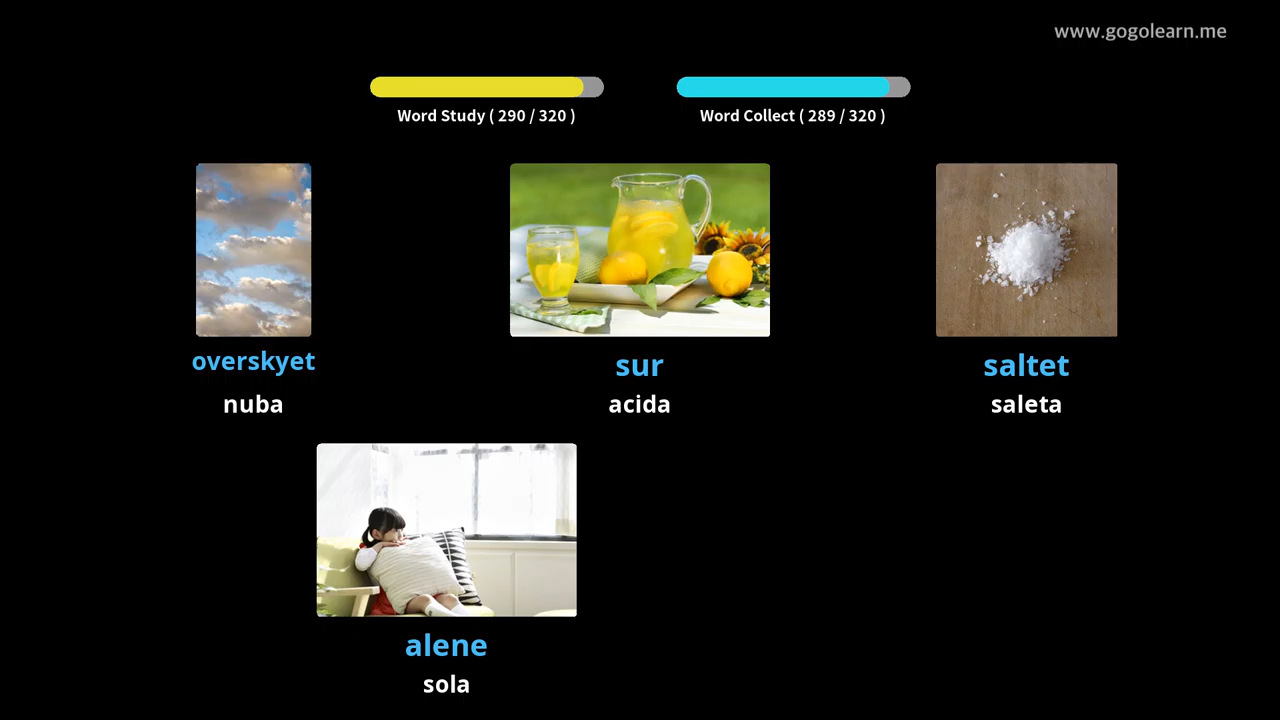 www.gogolearn.me
Word Study ( 290 / 320 )
Word Collect ( 289 / 320 )
overskyet
sur
saltet
nuba
acida
saleta
alene
sola